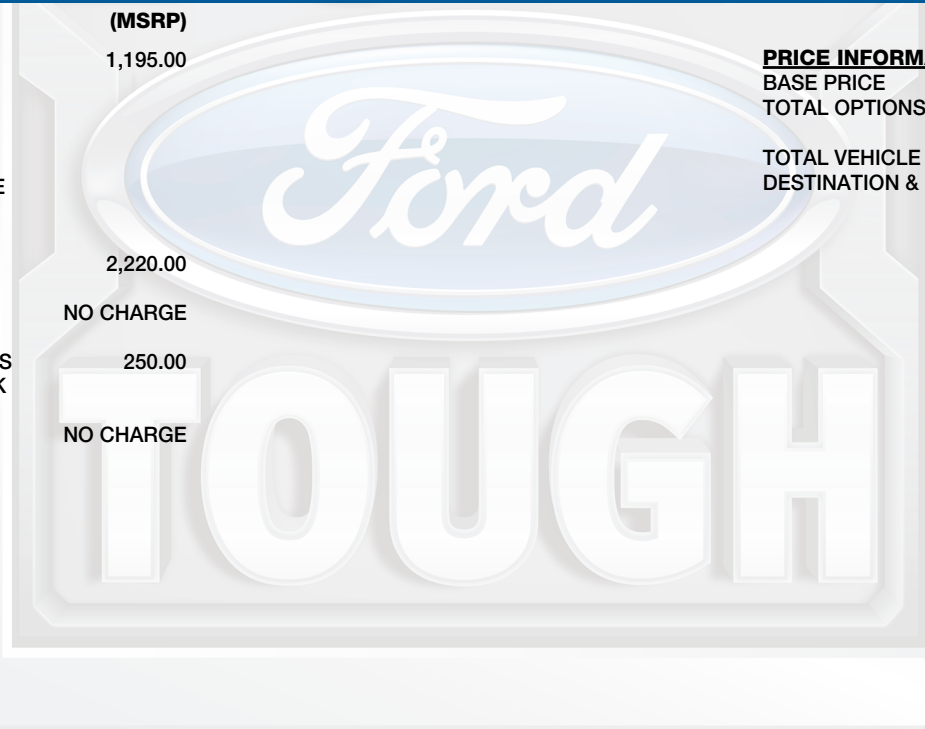 (MSRP)
1,195.00
E
2,220.00
NO CHARGE
S 250.00
K
NO CHARGE
PRICE INFORM
BASE PRICE
TOTAL OPTIONS
TOTAL VEHICLE
DESTINATION &
Ford
TOUGH